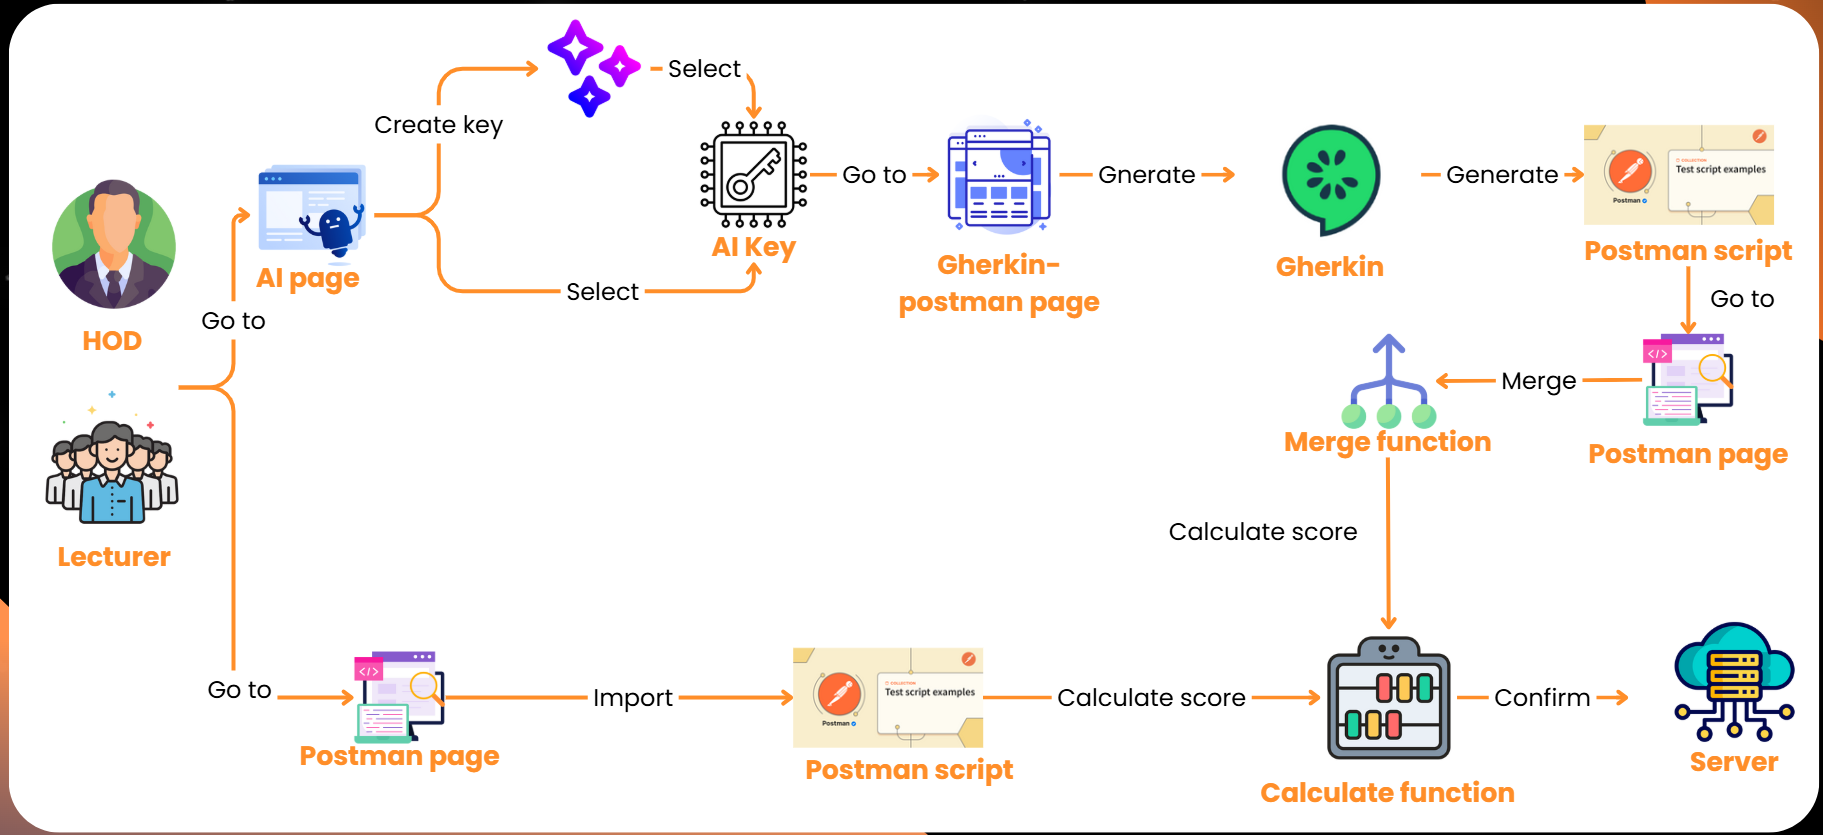 Select
Create key
Go to
Gnerate
Generate
COLLECTION
Test script examples
Postman
AI Key
Postman script
AI page
Gherkin-
postman page
Gherkin
Select
Go to
Go to
HOD
</>
Merge
Merge function
Postman page
Calculate score
Lecturer
Go to
</>
Import
COLLECTION
Test script examples
Postman
Calculate score
Confirm
Postman page
Postman script
Calculate function
Server